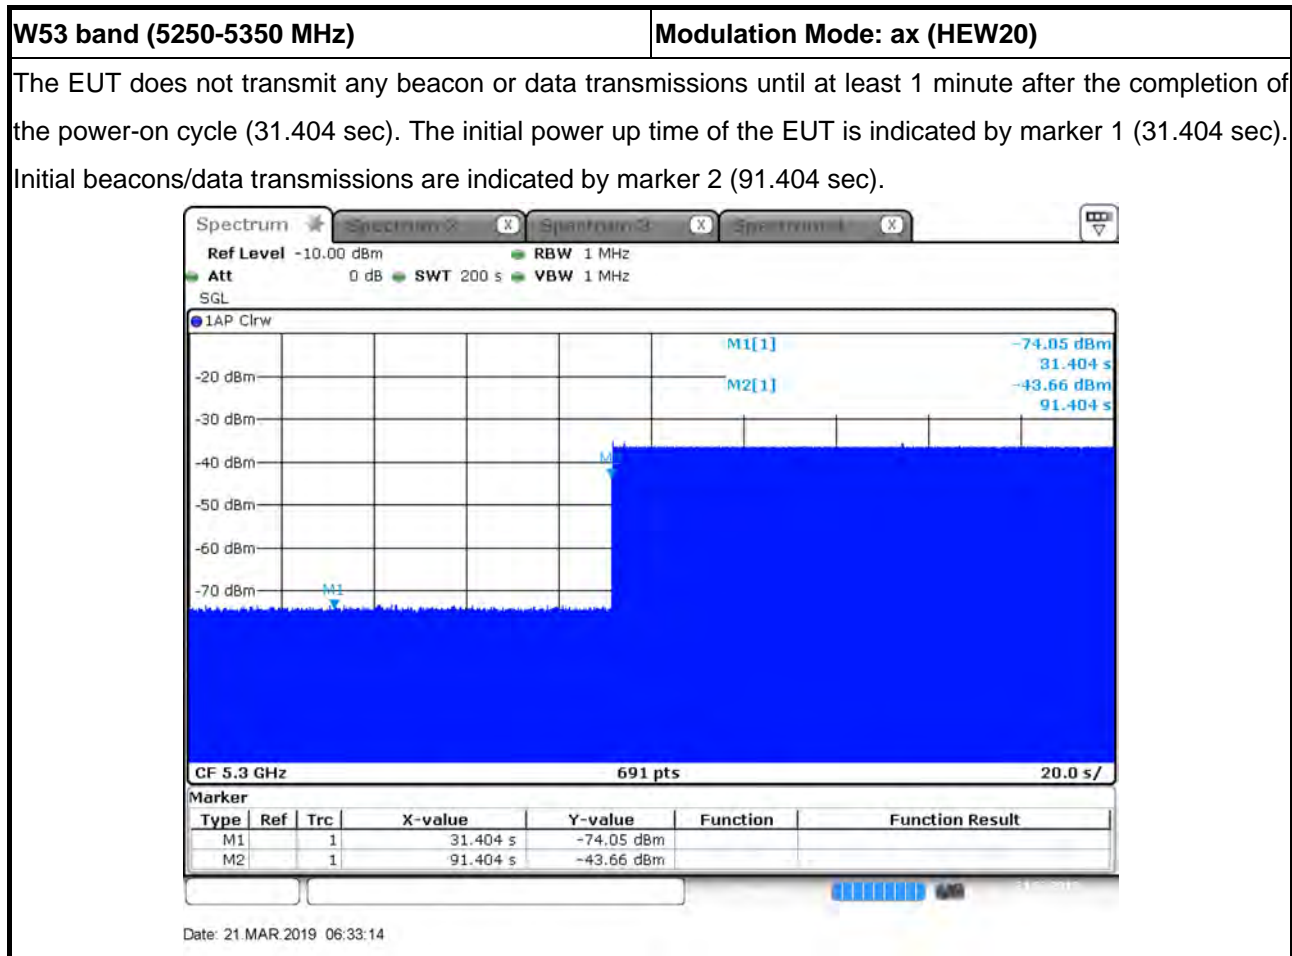 W53 band (5250-5350 MHz) Modulation Mode: ax (HEW20)
The EUT does not transmit any beacon or data transmissions until at least 1 minute after the completion of
the power-on cycle (31.404 sec). The initial power up time of the EUT is indicated by marker 1 (31.404 sec).
Initial beacons/data transmissions are indicated by marker 2 (91.404 sec).
Spectrum Spectrum 2 X Spectrum 3 X Spectrum 4 X
Ref Level -10.00 dBm RBW 1 MHz
Att 0 dB SWT 200 s VBW 1 MHz
SGL
1AP Clrw
M1[1] -74.05 dBm
31.404 s
-20 dBm
M2[1] -43.66 dBm
91.404 s
-30 dBm
-40 dBm
-50 dBm
-60 dBm
-70 dBm
M1
CF 5.3 GHz 691 pts 20.0 s/
Marker
Type Ref Trc X-value Y-value Function Function Result
M1 1 31.404 s -74.05 dBm
M2 1 91.404 s -43.66 dBm
Date: 21.MAR.2019 06:33:14